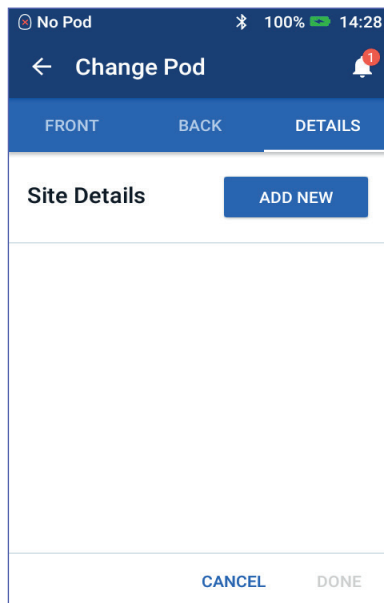 No Pod 100% 14:28
Change Pod 1
FRONT BACK DETAILS
Site Details ADD NEW
CANCEL DONE